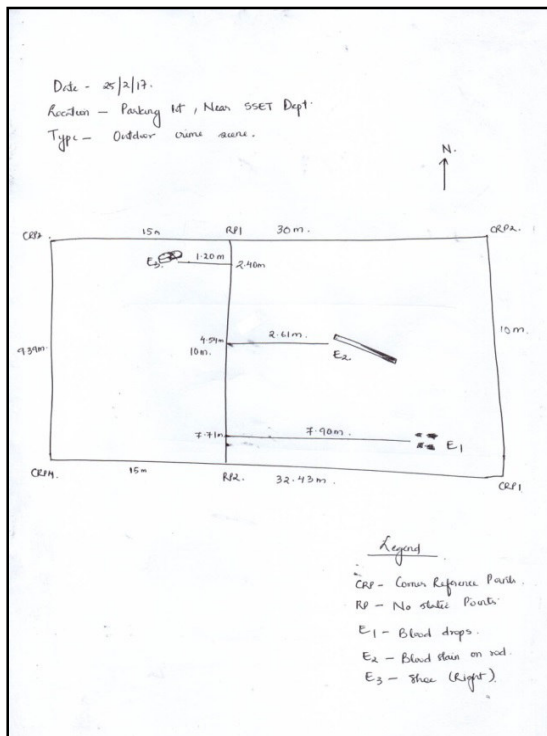 Date - 25/2/17.
Location - Parking lot, Near SSET Dept.
Type - Outdoor crime scene.
N.
CRP3 15m RP1 30m. CRP2
E3 1.20m 2.40m
9.39m 4.59m 2.61m. 10m
10m. E2
7.71m 7.90m. E1
CRP4 15m RP2. 32.43m CRP1
Legend
CRP - Corner Reference Points.
RP - No static Points
E1 - Blood drops.
E2 - Blood stain on rod.
E3 - Shoe (Right).